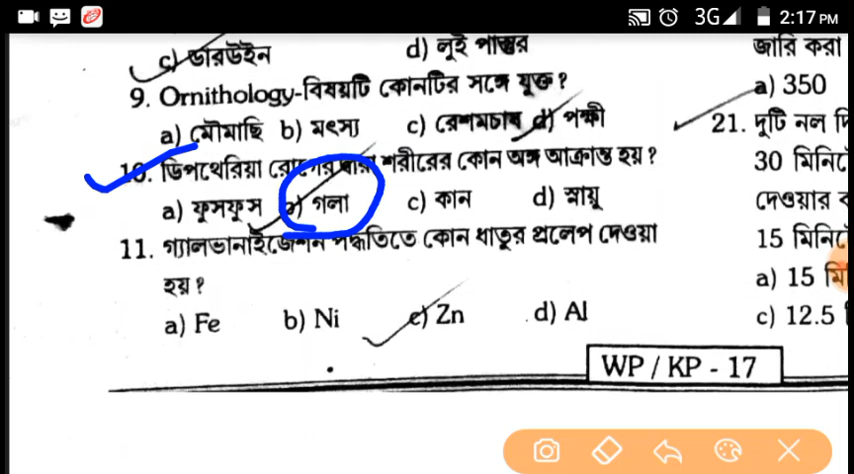 3G 2:17 PM
c) ডারউইন d) লুই পাস্তুর
9. Ornithology-বিষয়টি কোনটির সঙ্গে যুক্ত?
a) মৌমাছি b) মৎস্য c) রেশমচাষ d) পক্ষী
10. ডিপথেরিয়া রোগের দ্বারা শরীরের কোন অঙ্গ আক্রান্ত হয়?
a) ফুসফুস b) গলা c) কান d) স্নায়ু
11. গ্যালভানাইজেশন পদ্ধতিতে কোন ধাতুর প্রলেপ দেওয়া
হয়?
a) Fe b) Ni c) Zn d) Al
WP / KP - 17
জারি করা
a) 350
21. দুটি নল
30
দেওয়ার
15
a) 15
c) 12.5